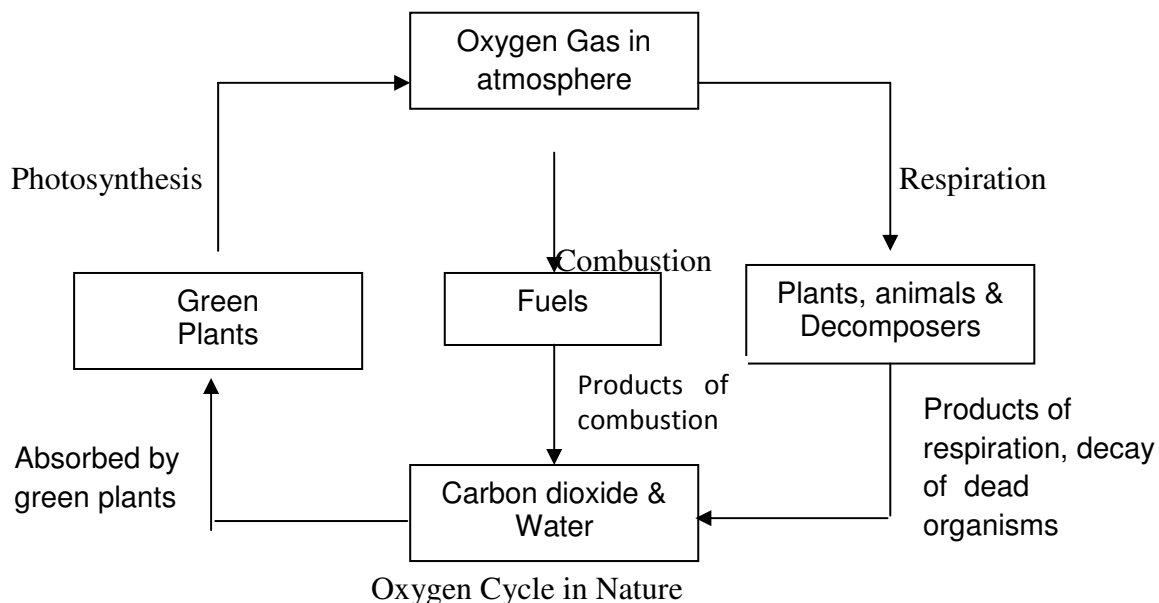 Oxygen Gas in
atmosphere
Photosynthesis
Respiration
Combustion
Green
Plants
Fuels
Plants, animals &
Decomposers
Products of
combustion
Products of
respiration, decay
of dead
organisms
Absorbed by
green plants
Carbon dioxide &
Water
Oxygen Cycle in Nature